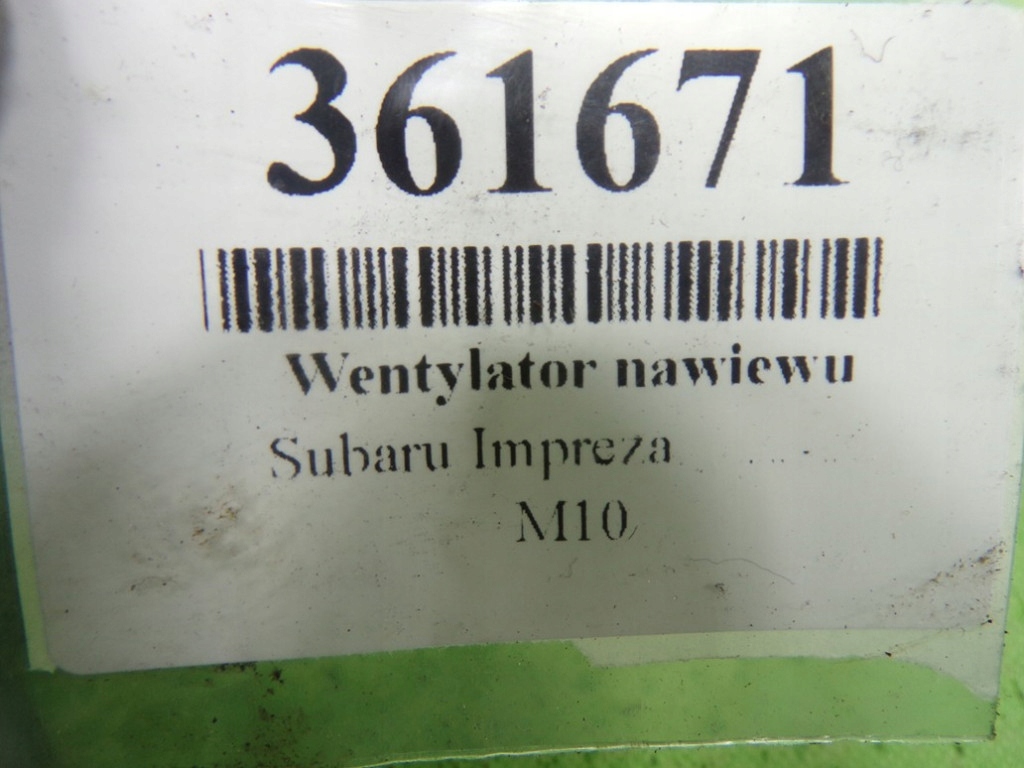 361671
Wentylator nawiewu
Subaru Impreza
M10